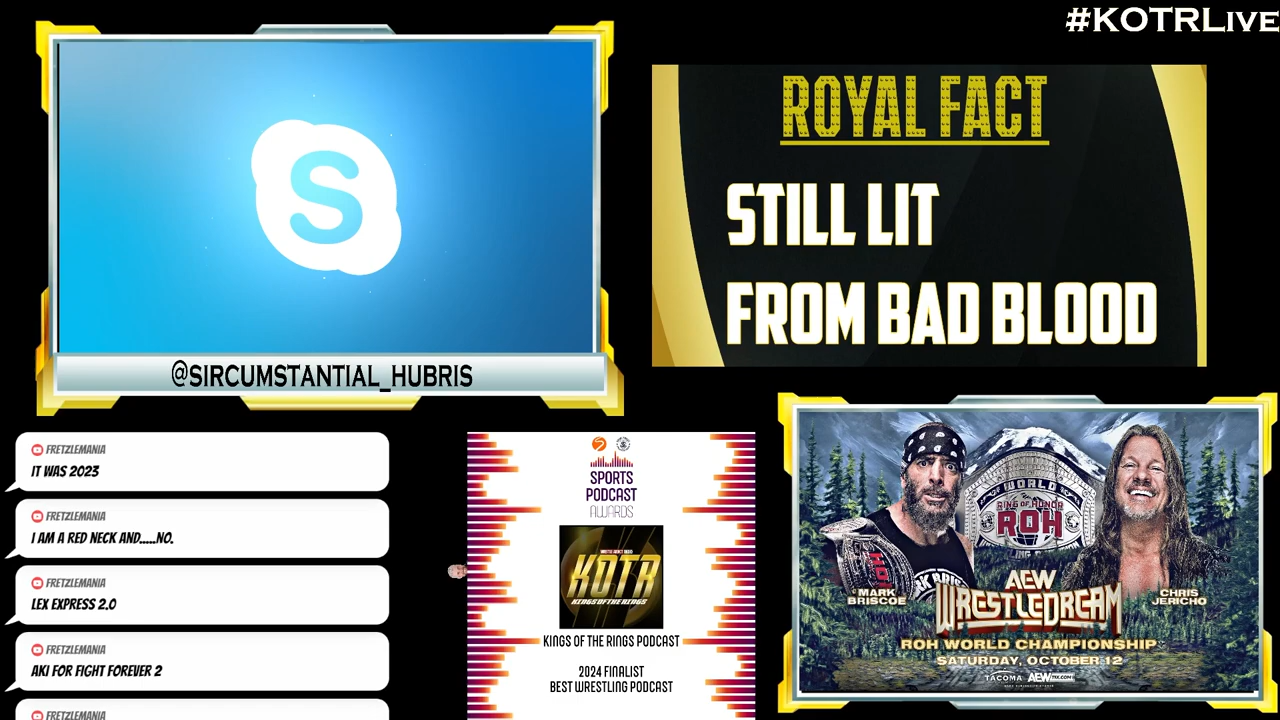 #KOTRLIVE
S
ROYAL FACT
STILL LIT
FROM BAD BLOOD
@SIRCUMSTANTIAL_HUBRIS
FRETZLEMANIA
IT WAS 2023
FRETZLEMANIA
I AM A RED NECK AND.....NO.
FRETZLEMANIA
LEX EXPRESS 2.0
FRETZLEMANIA
AKI FOR FIGHT FOREVER 2
FRETZLEMANIA
SPORTS
PODCAST
AWARDS
KOTR
KINGS OF THE RINGS
KINGS OF THE RINGS PODCAST
2024 FINALIST
BEST WRESTLING PODCAST
WORLD
RING OF HONOR
ROH
MARK
BRISCOE
CHRIS
JERICHO
AEW
WRESTLEDREAM
ROH WORLD CHAMPIONSHIP
SATURDAY, OCTOBER 12
TACOMA AEWTIX.COM